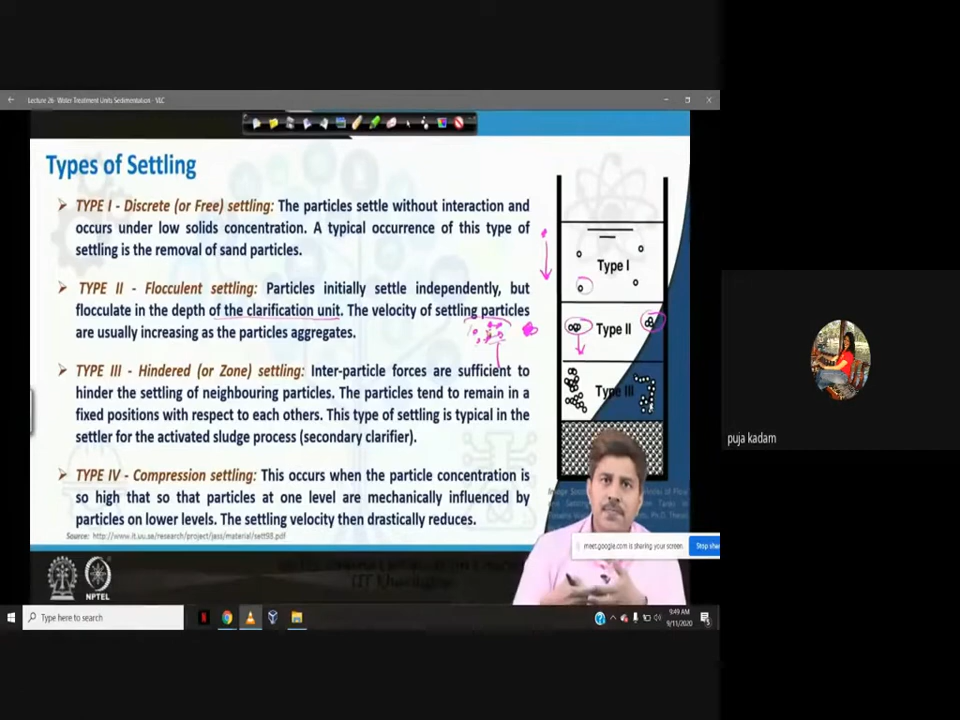 Lecture 26- Water Treatment Units Sedimentation - VLC
Types of Settling
TYPE I - Discrete (or Free) settling: The particles settle without interaction and
occurs under low solids concentration. A typical occurrence of this type of
settling is the removal of sand particles.
TYPE II - Flocculent settling: Particles initially settle independently, but
flocculate in the depth of the clarification unit. The velocity of settling particles
are usually increasing as the particles aggregates.
TYPE III - Hindered (or Zone) settling: Inter-particle forces are sufficient to
hinder the settling of neighbouring particles. The particles tend to remain in a
fixed positions with respect to each others. This type of settling is typical in the
settler for the activated sludge process (secondary clarifier).
TYPE IV - Compression settling: This occurs when the particle concentration is
so high that so that particles at one level are mechanically influenced by
particles on lower levels. The settling velocity then drastically reduces.
Source: http://www.it.uu.se/research/project/jass/material/sett98.pdf
Type I
Type II
Type III
NPTEL
meet.google.com is sharing your screen.
Stop sha
Type here to search
9:49 AM
9/11/2020
puja kadam